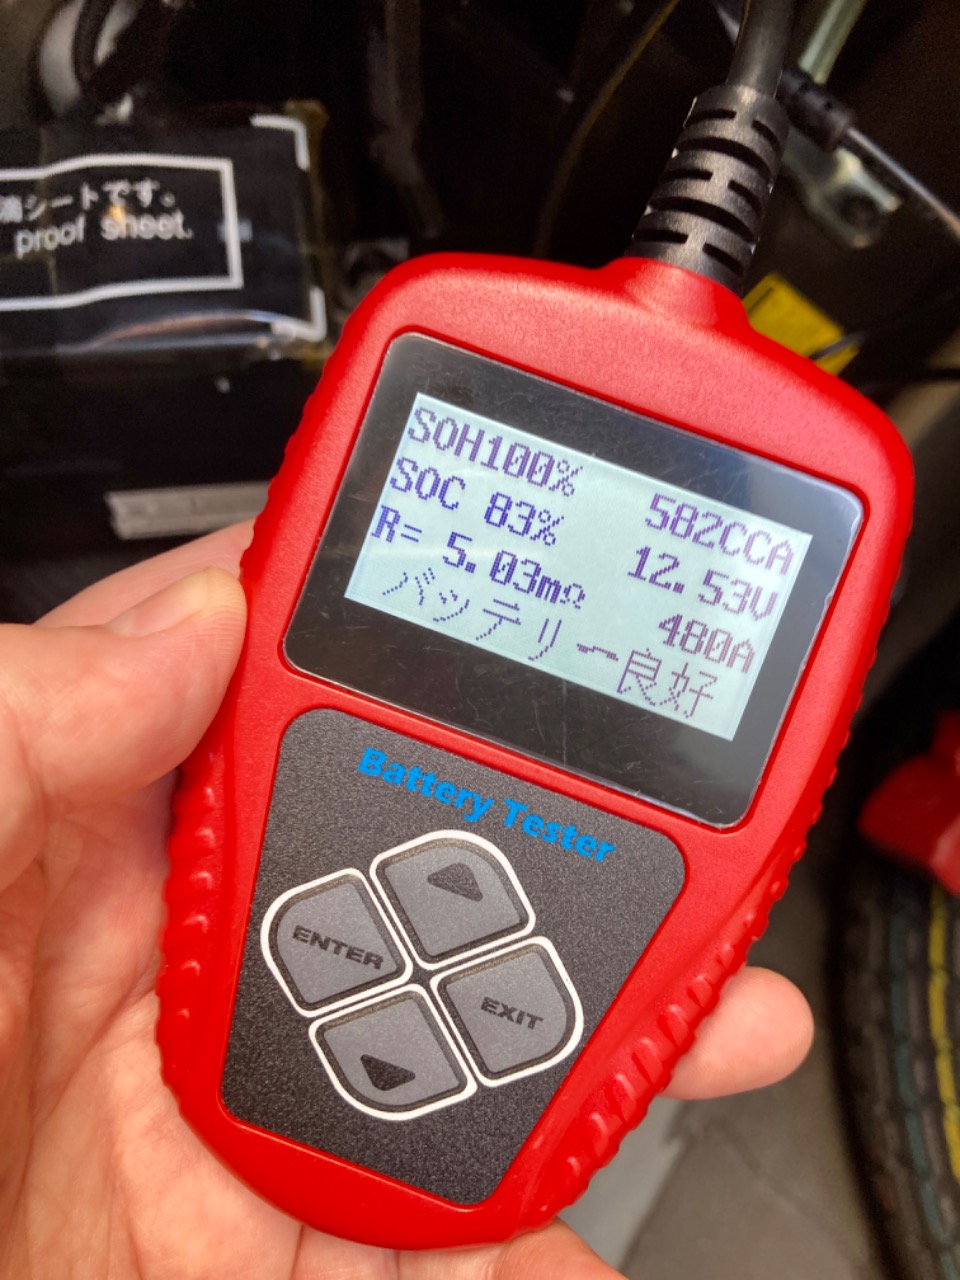 シートです。
proof sheet.
SOH100% 582CCA
SOC 83% 12.53V
R= 5.03mΩ 480A
バッテリー良好
Battery Tester
ENTER
EXIT